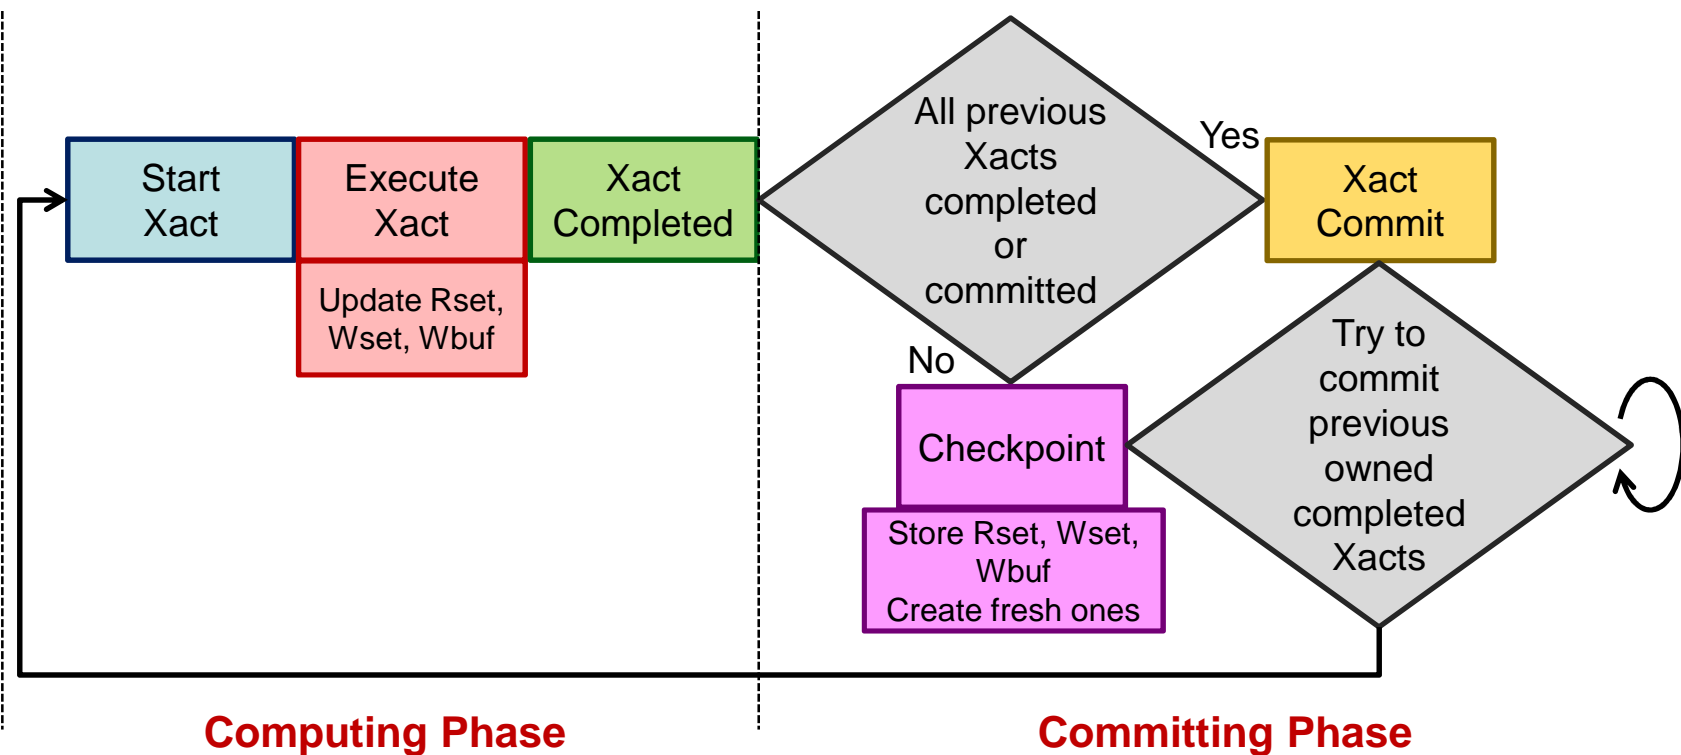 Start
Xact
Execute
Xact
Update Rset,
Wset, Wbuf
Xact
Completed
All previous
Xacts
completed
or
committed
Yes
Xact
Commit
No
Checkpoint
Store Rset, Wset,
Wbuf
Create fresh ones
Try to
commit
previous
owned
completed
Xacts
Computing Phase
Committing Phase